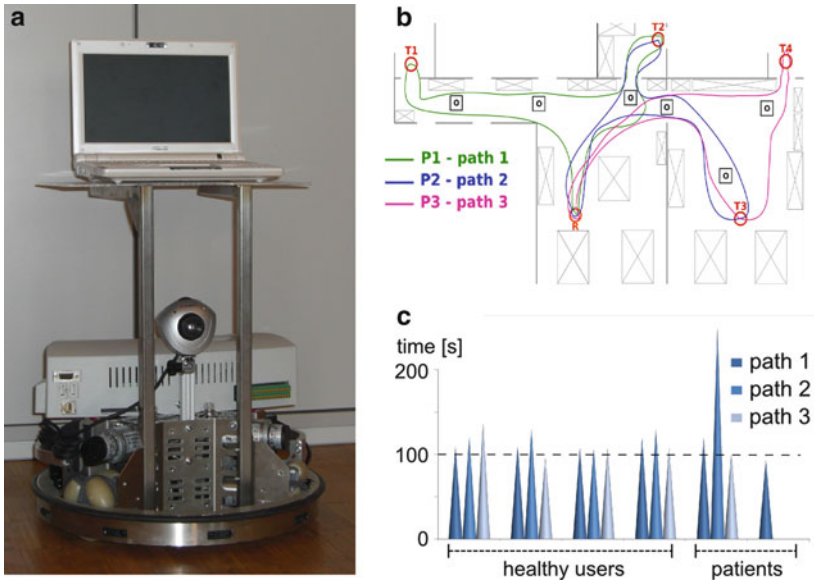 a
b
T1
T2'
T4
O
O
O
O
O
O
P1 - path 1
P2 - path 2
P3 - path 3
R
T3
c
time [s]
200
100
0
path 1
path 2
path 3
healthy users
patients